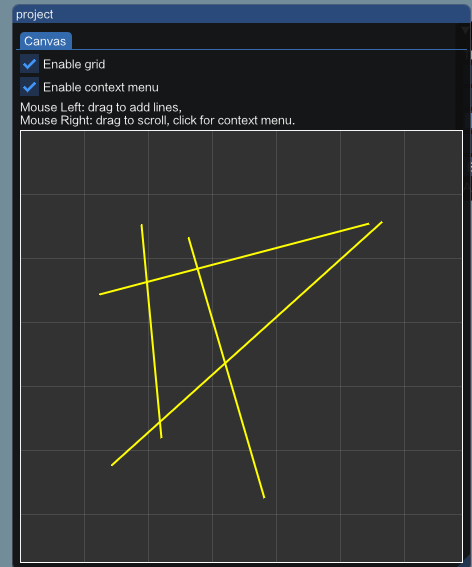 project
Canvas
Enable grid
Enable context menu
Mouse Left: drag to add lines,
Mouse Right: drag to scroll, click for context menu.